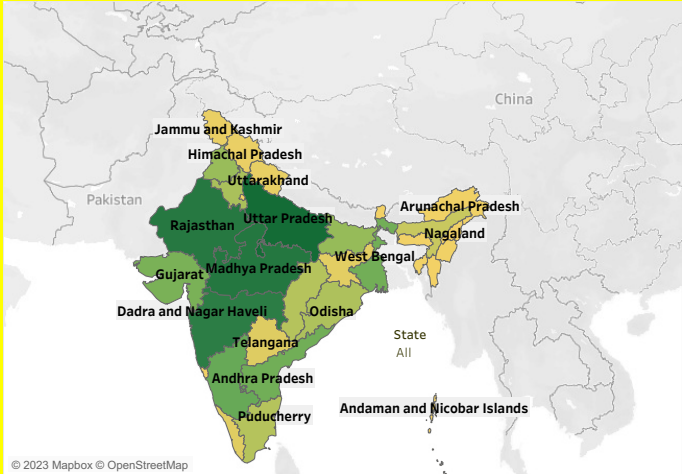 China
Jammu and Kashmir
Himachal Pradesh
Uttarakhand
Pakistan
Arunachal Pradesh
Uttar Pradesh
Rajasthan
Nagaland
West Bengal
Madhya Pradesh
Gujarat
Dadra and Nagar Haveli
Odisha
State
Telangana
All
Andhra Pradesh
Andaman and Nicobar Islands
Puducherry
© 2023 Mapbox © OpenStreetMap